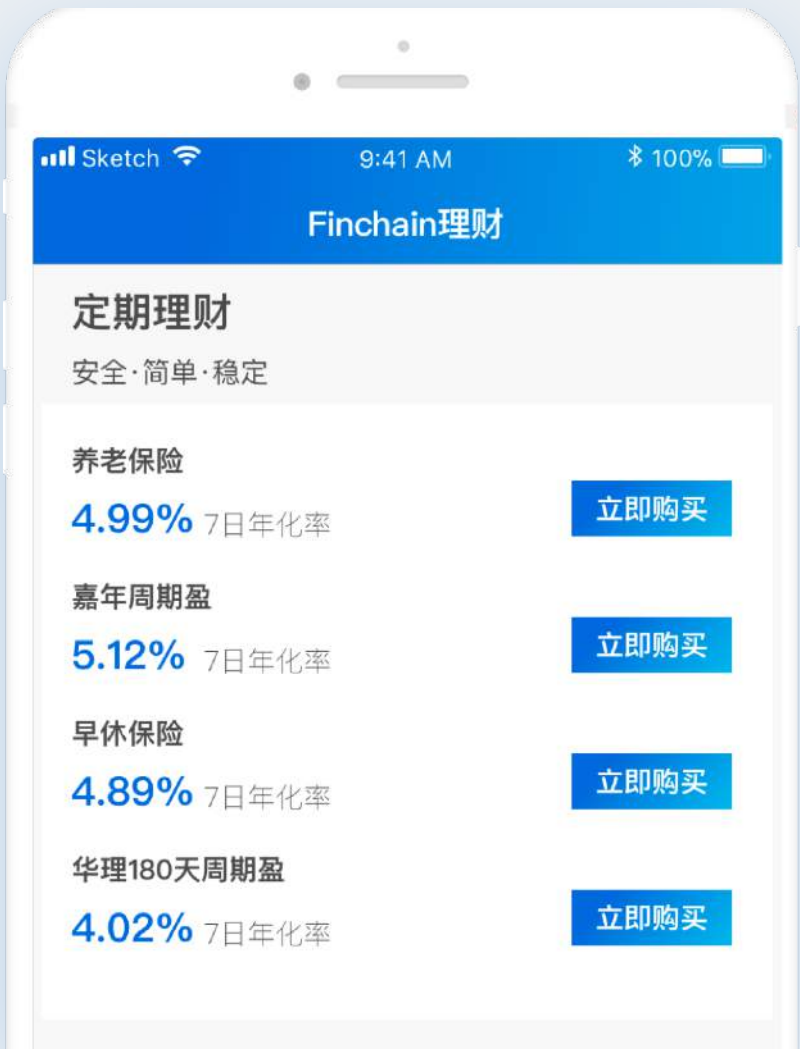 Sketch 9:41 AM 100%
Finchain理财
定期理财
安全·简单·稳定
养老保险
4.99% 7日年化率 立即购买
嘉年周期盈
5.12% 7日年化率 立即购买
早休保险
4.89% 7日年化率 立即购买
华理180天周期盈
4.02% 7日年化率 立即购买